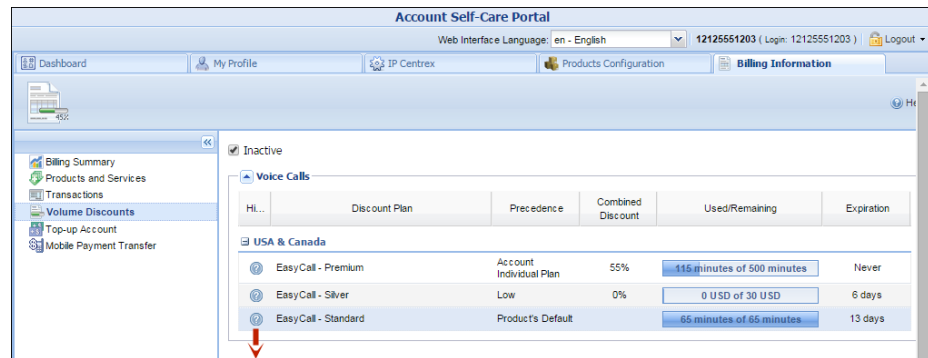 Account Self-Care Portal
Web Interface Language: en - English 12125551203 ( Login: 12125551203 ) Logout
Dashboard My Profile IP Centrex Products Configuration Billing Information
45% He
Billing Summary
Products and Services
Transactions
Volume Discounts
Top-up Account
Mobile Payment Transfer
Inactive
Voice Calls
Hi... Discount Plan Precedence Combined Discount Used/Remaining Expiration
USA & Canada
EasyCall - Premium Account Individual Plan 55% 115 minutes of 500 minutes Never
EasyCall - Silver Low 0% 0 USD of 30 USD 6 days
EasyCall - Standard Product's Default 65 minutes of 65 minutes 13 days